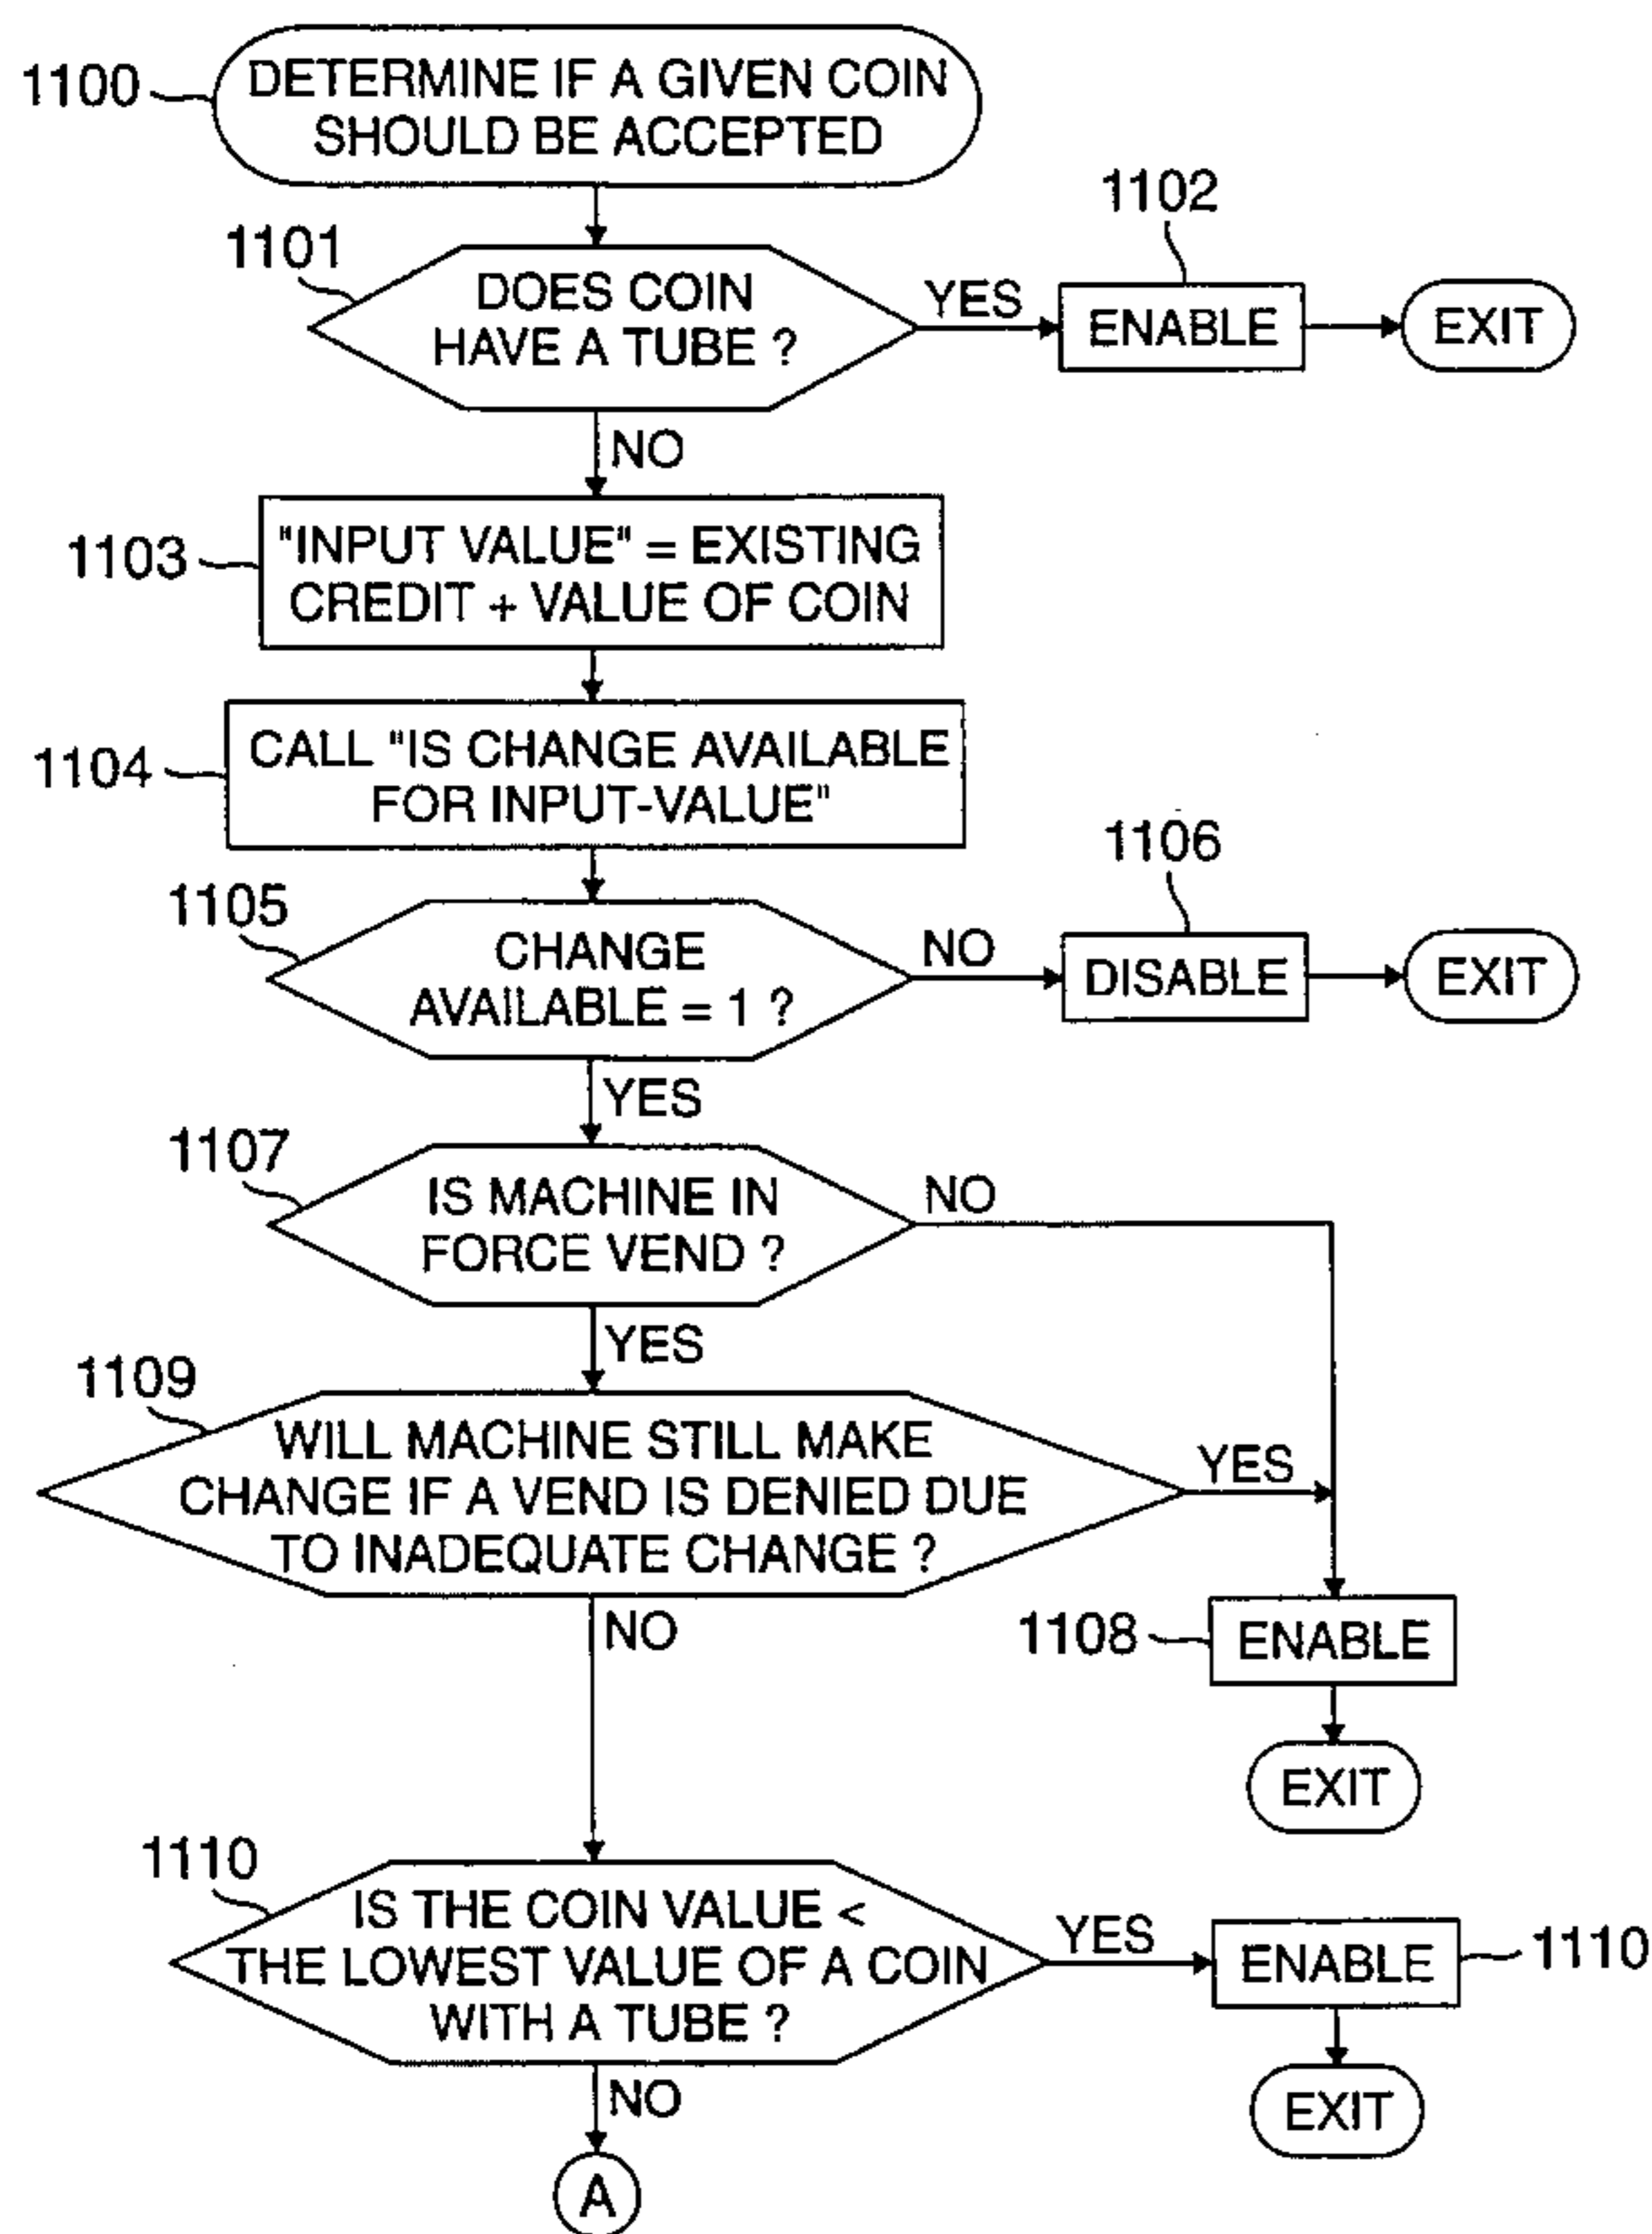 1100
DETERMINE IF A GIVEN COIN
SHOULD BE ACCEPTED
1101
DOES COIN
HAVE A TUBE ?
YES
1102
ENABLE
EXIT
NO
1103
"INPUT VALUE" = EXISTING
CREDIT + VALUE OF COIN
1104
CALL "IS CHANGE AVAILABLE
FOR INPUT-VALUE"
1105
CHANGE
AVAILABLE = 1 ?
NO
1106
DISABLE
EXIT
YES
1107
IS MACHINE IN
FORCE VEND ?
NO
YES
1109
WILL MACHINE STILL MAKE
CHANGE IF A VEND IS DENIED DUE
TO INADEQUATE CHANGE ?
YES
NO
1108
ENABLE
EXIT
1110
IS THE COIN VALUE <
THE LOWEST VALUE OF A COIN
WITH A TUBE ?
YES
ENABLE
1110
EXIT
NO
A